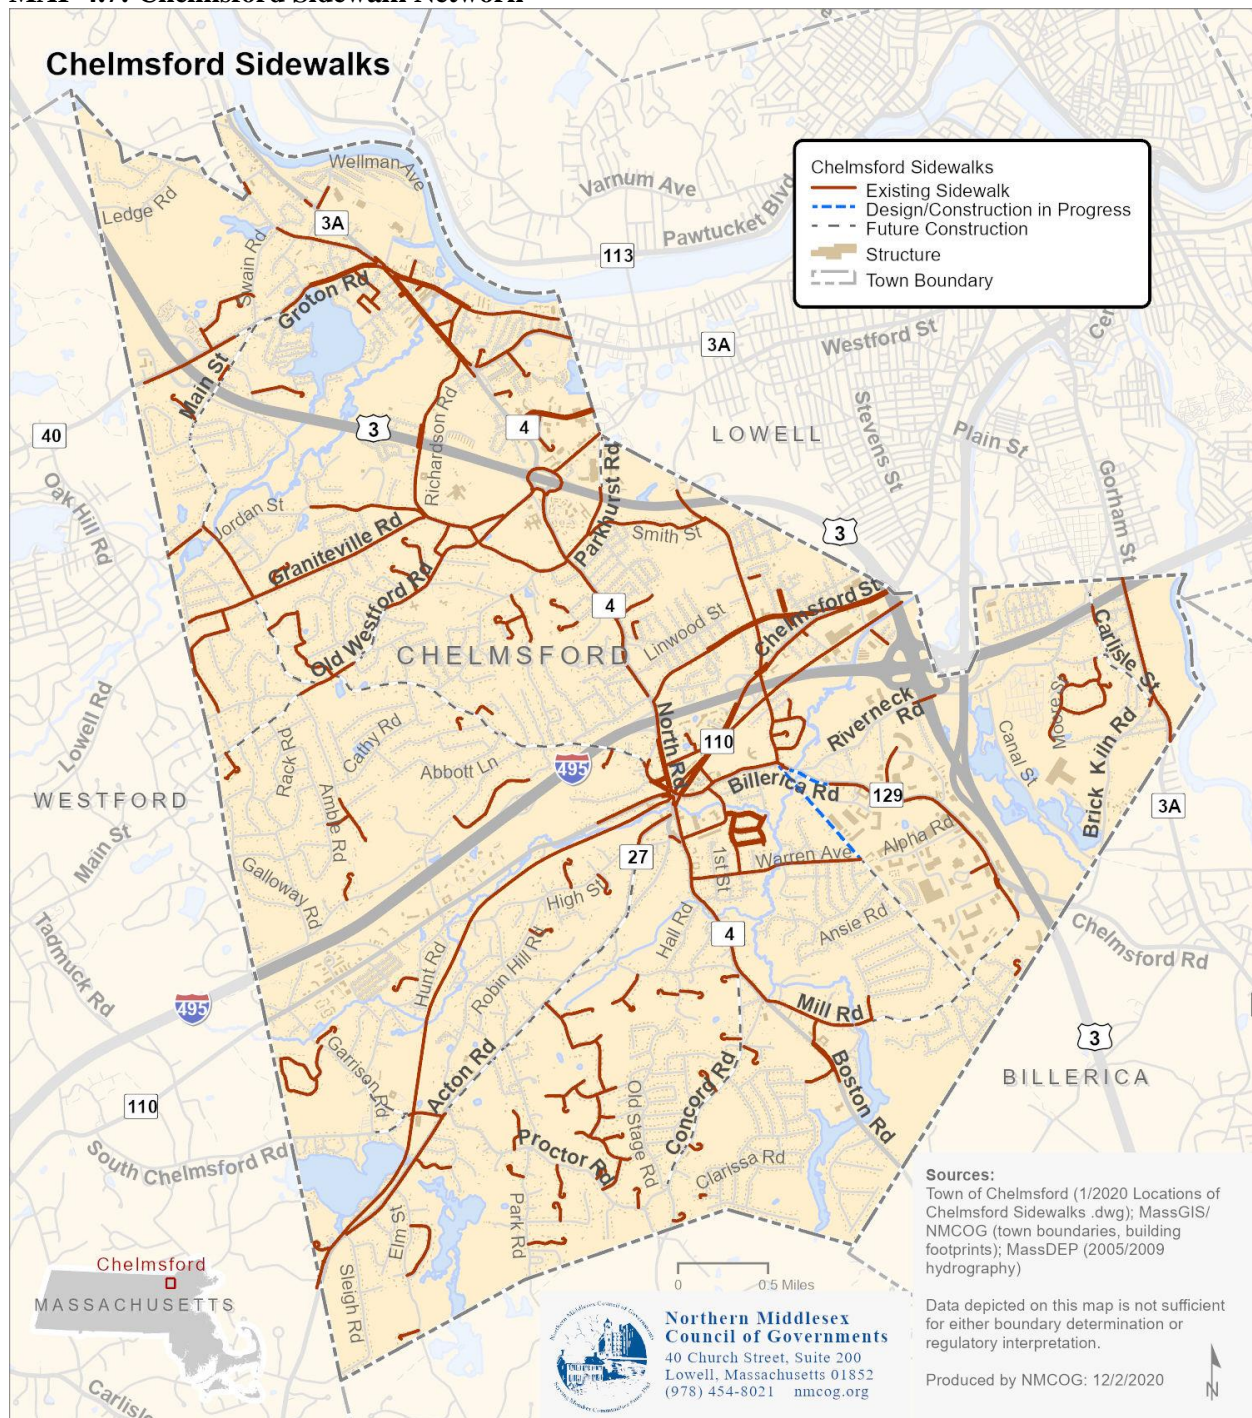 MAP 4.7: Chelmsford Sidewalk Network
Chelmsford Sidewalks
Chelmsford Sidewalks
Existing Sidewalk
Design/Construction in Progress
Future Construction
Structure
Town Boundary
Wellman Ave
Varnum Ave
Ledge Rd
3A
Pawtucket Blvd
113
Swain Rd
Groton Rd
3A
Westford St
Main St
Stevens St
40
3
Richardson Rd
4
LOWELL
Plain St
Oak Hill Rd
Parkhurst Rd
Gorham St
Jordan St
Smith St
3
Graniteville Rd
Old Westford Rd
4
Linwood St
Chelmsford St
Carlisle St
CHELMSFORD
Lowell Rd
Rack Rd
Cathy Rd
North Rd
Riverneck Rd
Moore St
Canal St
Brick Kiln Rd
110
Abbott Ln
495
Billerica Rd
129
WESTFORD
Amble Rd
3A
Main St
27
1st St
Warren Ave
Alpha Rd
Galloway Rd
High St
Tadmuck Rd
Hunt Rd
Robin Hill Rd
Hall Rd
4
Ansie Rd
Chelmsford Rd
495
Mill Rd
3
Garrison Rd
Acton Rd
Boston Rd
BILLERICA
110
Old Stage Rd
Concord Rd
South Chelmsford Rd
Proctor Rd
Clarissa Rd
Park Rd
Elm St
Sleigh Rd
Carlisle
Chelmsford
MASSACHUSETTS
0 0.5 Miles
Northern Middlesex
Council of Governments
40 Church Street, Suite 200
Lowell, Massachusetts 01852
(978) 454-8021 nmcog.org
Sources:
Town of Chelmsford (1/2020 Locations of
Chelmsford Sidewalks .dwg); MassGIS/
NMCOG (town boundaries, building
footprints); MassDEP (2005/2009
hydrography)
Data depicted on this map is not sufficient
for either boundary determination or
regulatory interpretation.
Produced by NMCOG: 12/2/2020
N